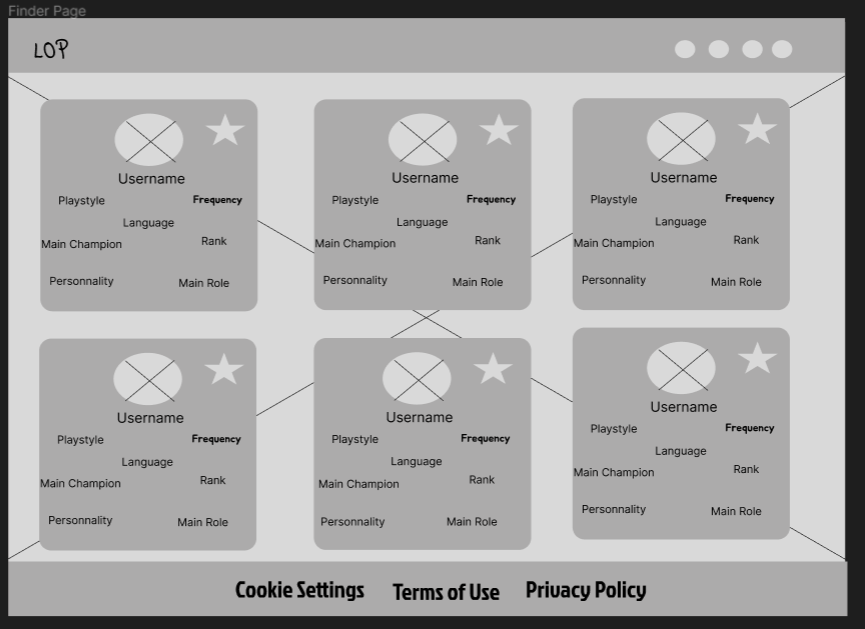 Finder Page
LOP
Username
Playstyle
Frequency
Language
Main Champion
Rank
Personnality
Main Role
Username
Playstyle
Frequency
Language
Main Champion
Rank
Personnality
Main Role
Username
Playstyle
Frequency
Language
Main Champion
Rank
Personnality
Main Role
Username
Playstyle
Frequency
Language
Main Champion
Rank
Personnality
Main Role
Username
Playstyle
Frequency
Language
Main Champion
Rank
Personnality
Main Role
Username
Playstyle
Frequency
Language
Main Champion
Rank
Personnality
Main Role
Cookie Settings Terms of Use Privacy Policy